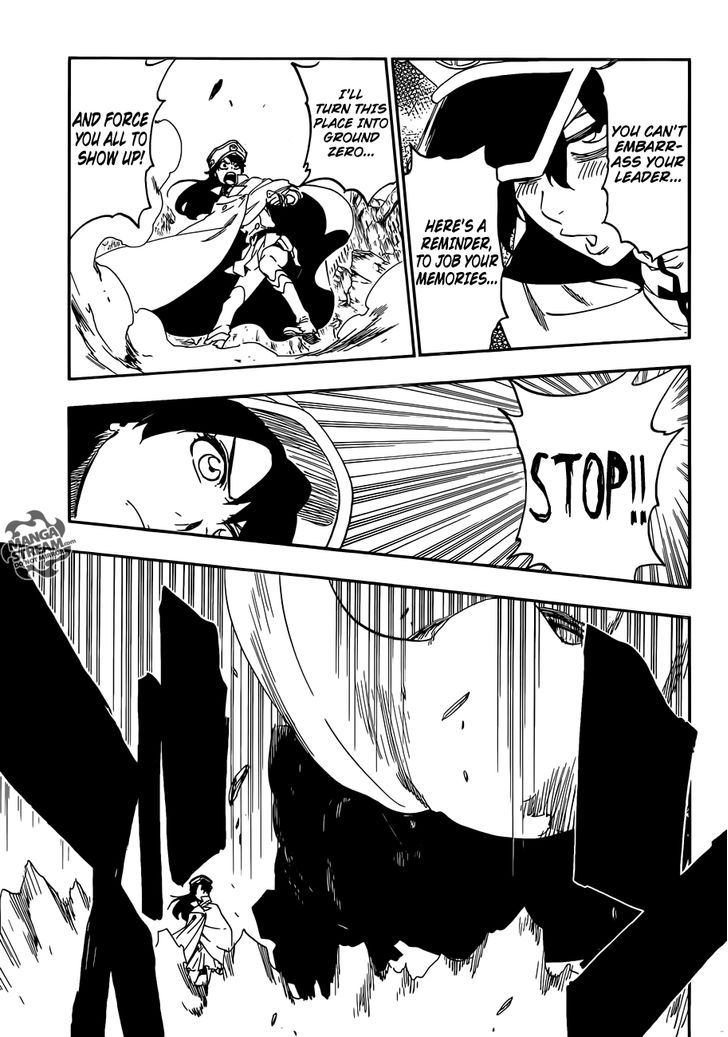 YOU CAN'T
EMBARR-
ASS YOUR
LEADER...
HERE'S A
REMINDER,
TO JOB YOUR
MEMORIES...
I'LL
TURN THIS
PLACE INTO
GROUND
ZERO...
AND FORCE
YOU ALL TO
SHOW UP!
STOP!!
MANGA
STREAM.com